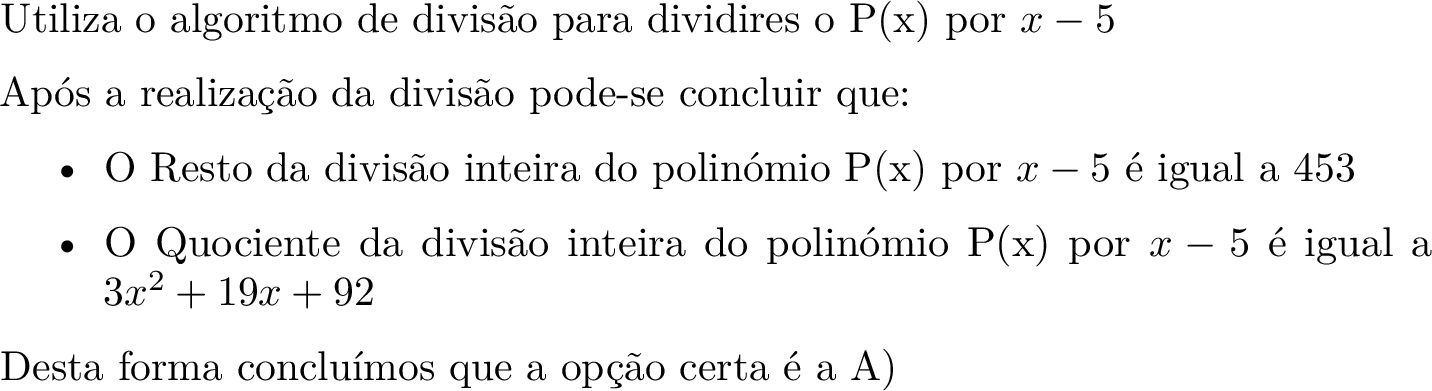 Utiliza o algoritmo de divisão para dividires o P(x) por x − 5
Após a realização da divisão pode-se concluir que:
• O Resto da divisão inteira do polinómio P(x) por x − 5 é igual a 453
• O Quociente da divisão inteira do polinómio P(x) por x − 5 é igual a
3x² + 19x + 92
Desta forma concluímos que a opção certa é a A)